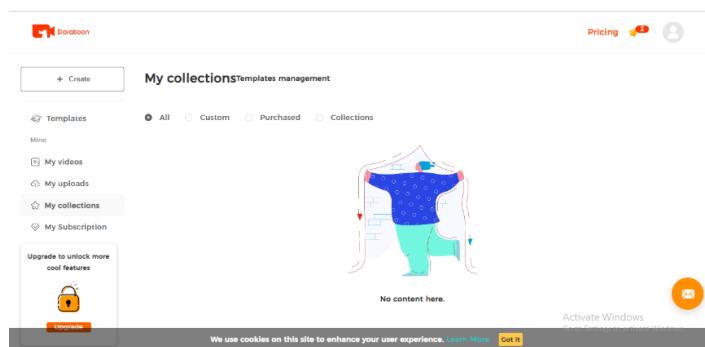 Doratoon
Pricing
2
+ Create
My collections Templates management
Templates
All Custom Purchased Collections
Mine
My videos
My uploads
My collections
My Subscription
Upgrade to unlock more
cool features
Upgrade
No content here.
Activate Windows
We use cookies on this site to enhance your user experience. Learn More Got it